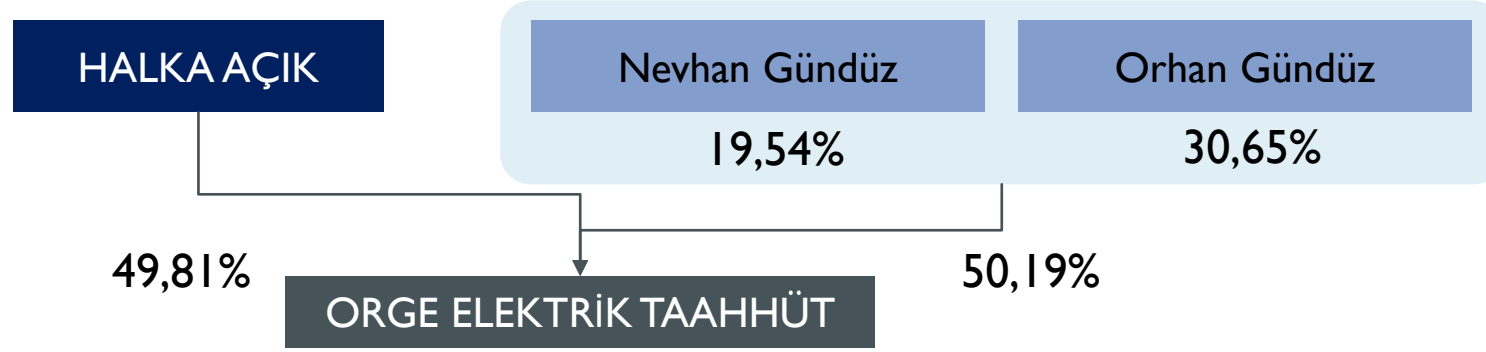 HALKA AÇIK
Nevhan Gündüz
Orhan Gündüz
19,54%
30,65%
49,81%
50,19%
ORGE ELEKTRİK TAAHHÜT